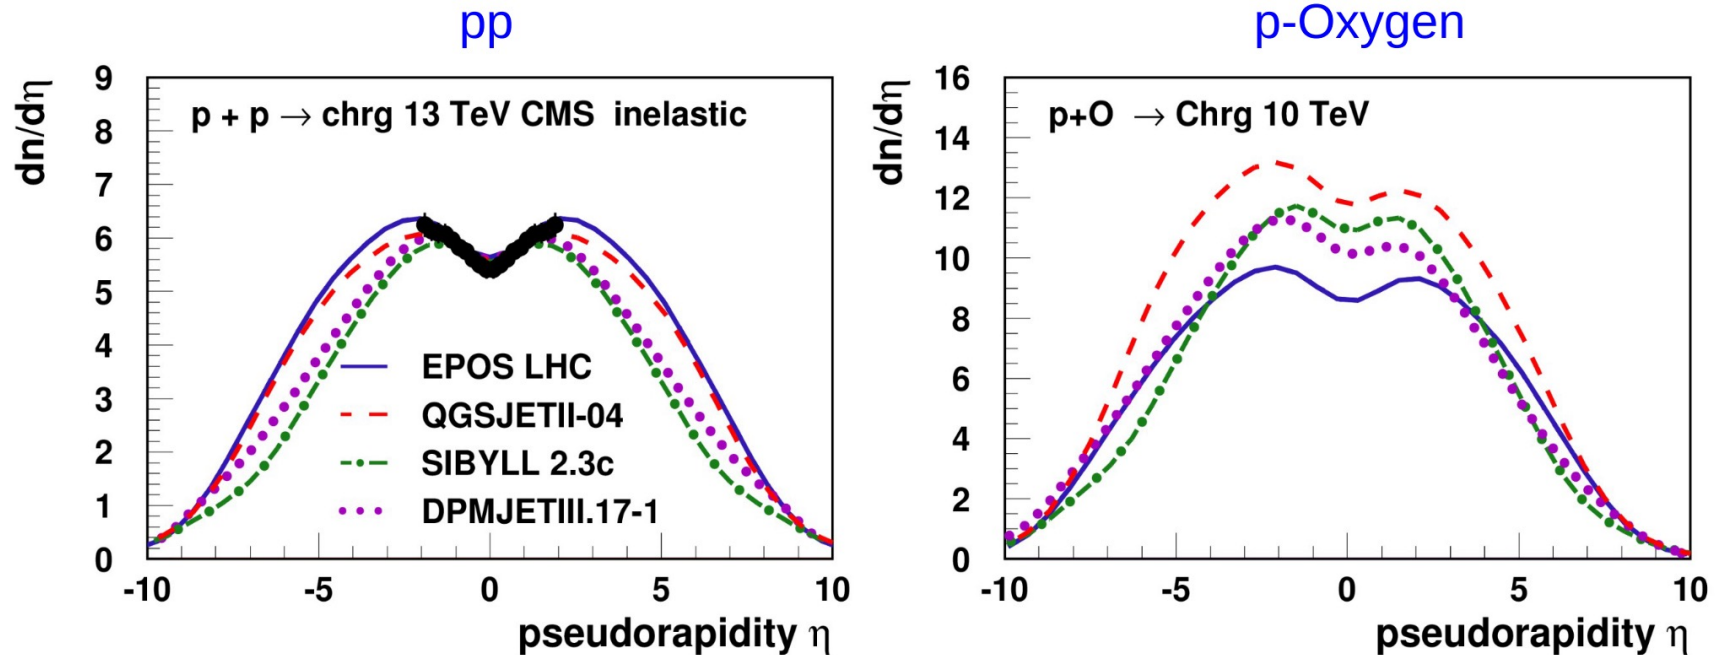 pp
p-Oxygen
dn/dη
9
8
7
6
5
4
3
2
1
0
p + p → chrg 13 TeV CMS inelastic
EPOS LHC
QGSJETII-04
SIBYLL 2.3c
DPMJETIII.17-1
-10 -5 0 5 10
pseudorapidity η
dn/dη
16
14
12
10
8
6
4
2
0
p+O → Chrg 10 TeV
-10 -5 0 5 10
pseudorapidity η